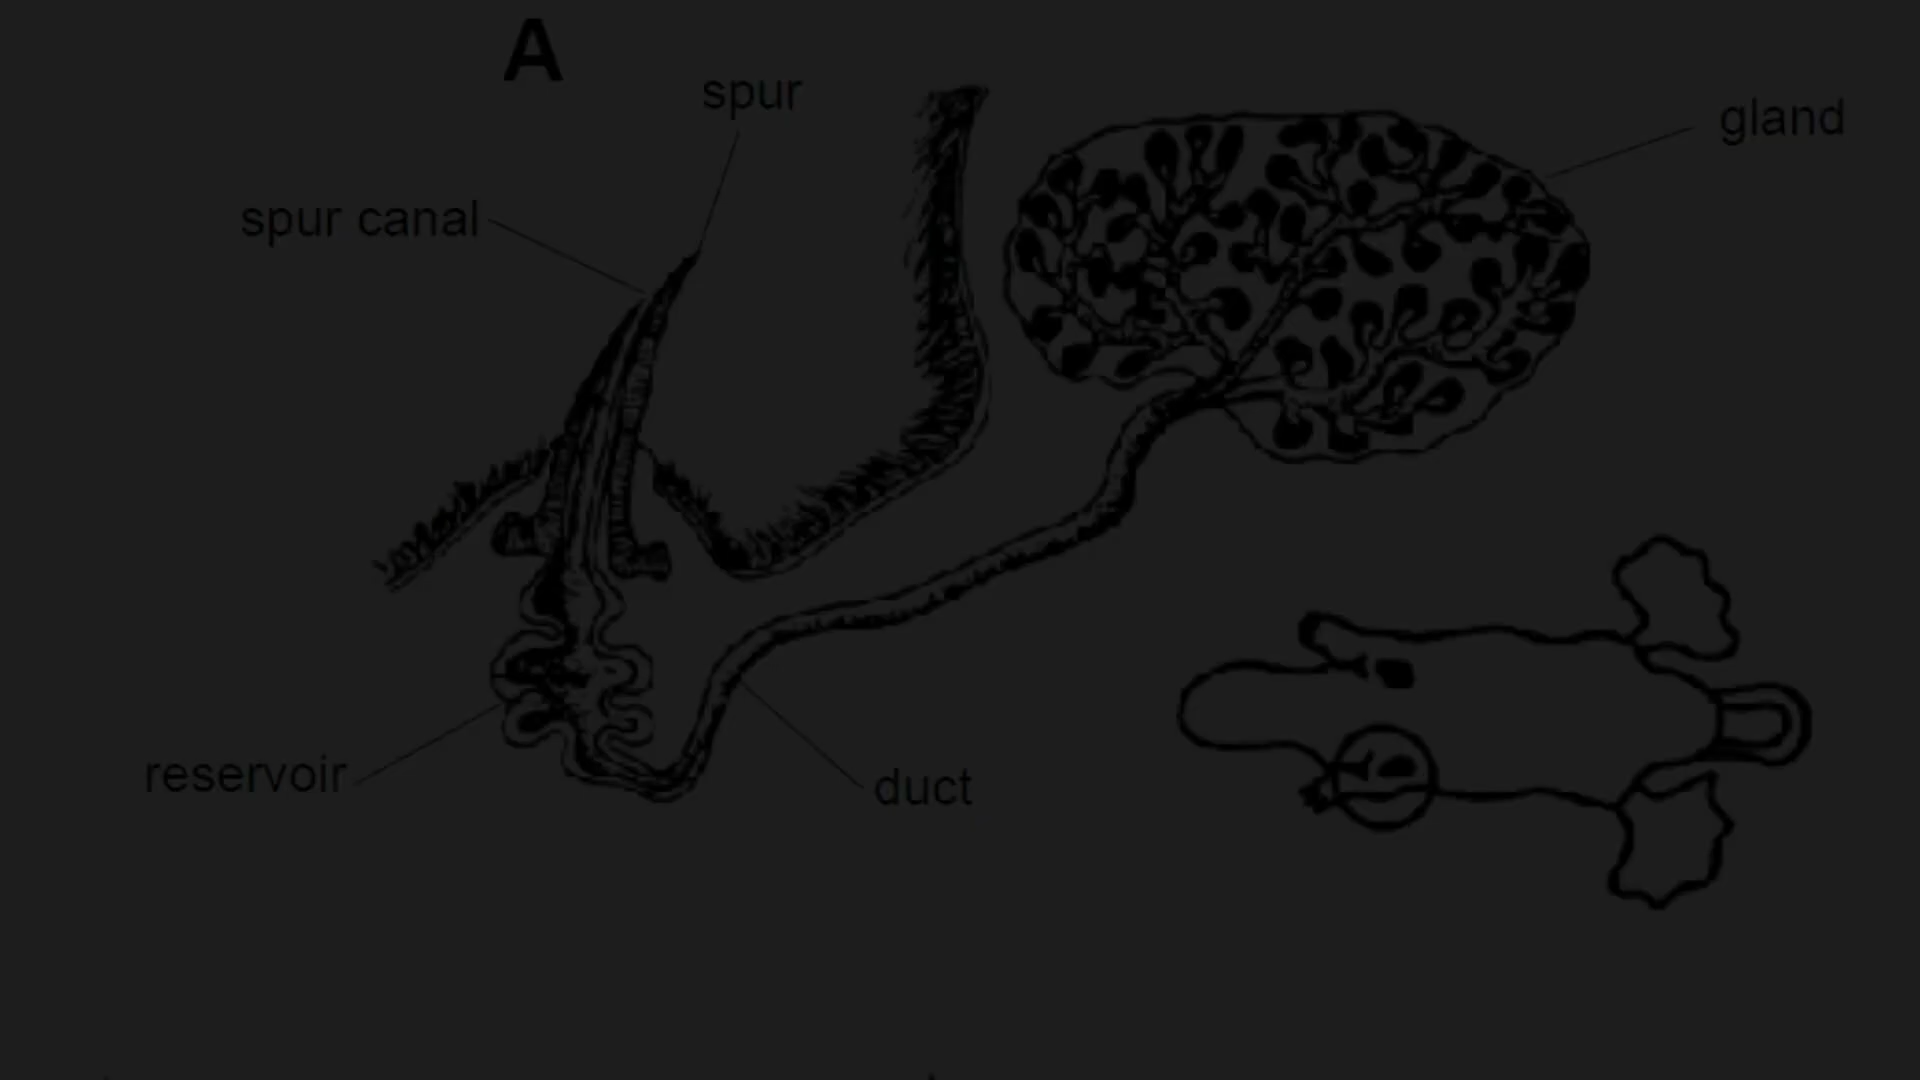 A
spur
gland
spur canal
reservoir
duct